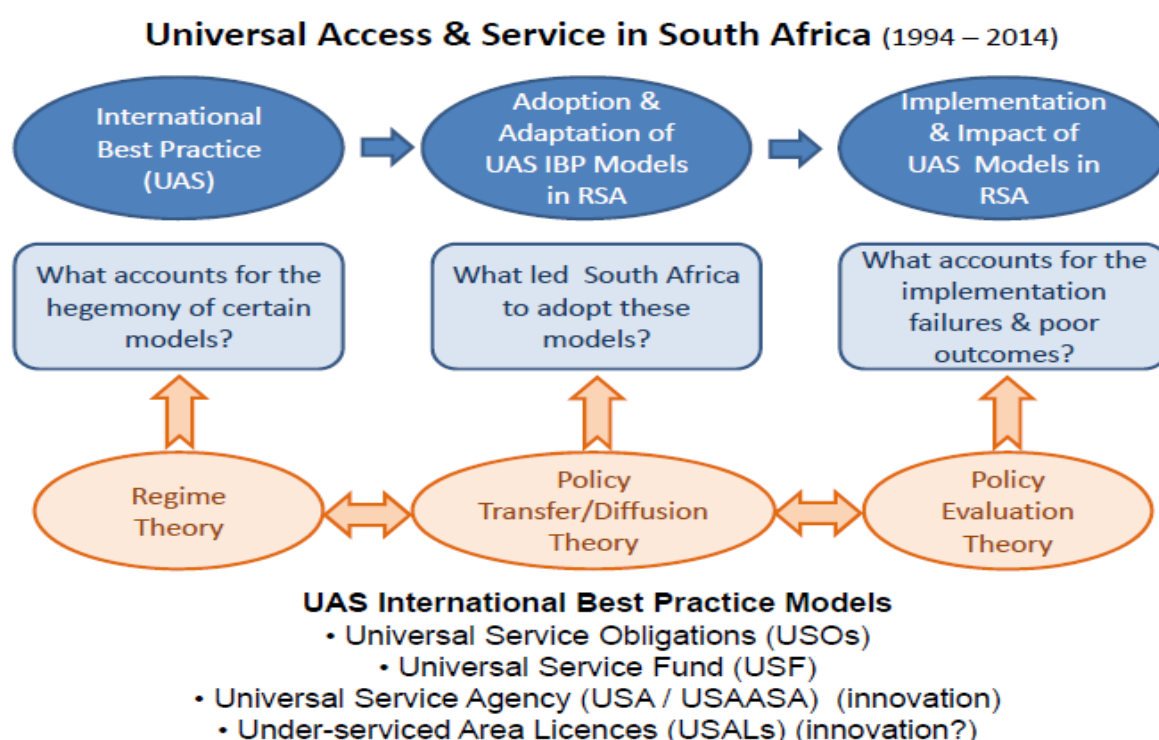 Universal Access & Service in South Africa (1994 – 2014)
International
Best Practice
(UAS)
Adoption &
Adaptation of
UAS IBP Models
in RSA
Implementation
& Impact of
UAS Models in
RSA
What accounts for the
hegemony of certain
models?
What led South Africa
to adopt these
models?
What accounts for the
implementation
failures & poor
outcomes?
Regime
Theory
Policy
Transfer/Diffusion
Theory
Policy
Evaluation
Theory
UAS International Best Practice Models
• Universal Service Obligations (USOs)
• Universal Service Fund (USF)
• Universal Service Agency (USA / USAASA) (innovation)
• Under-serviced Area Licences (USALs) (innovation?)